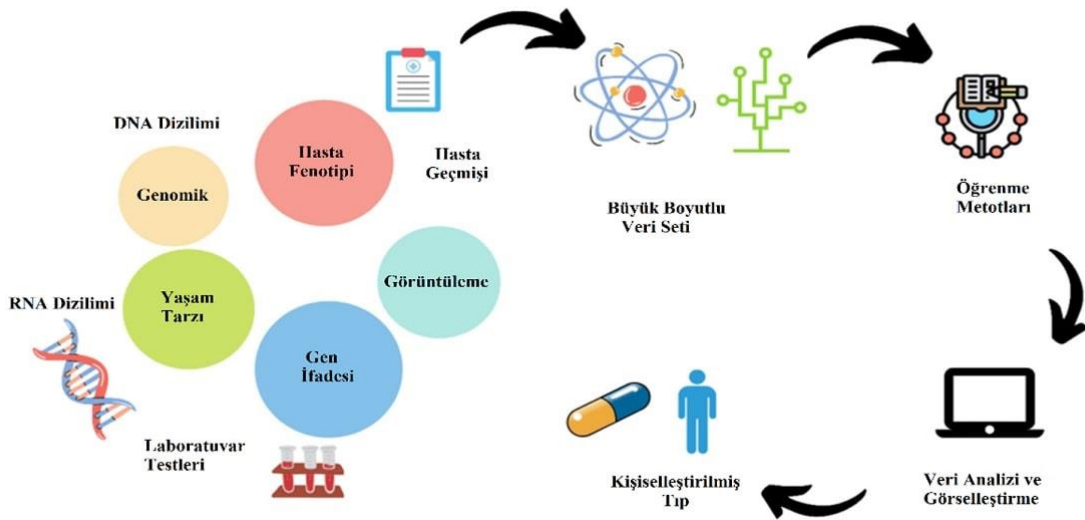 DNA Dizilimi
Hasta
Fenotipi
Hasta
Geçmişi
Genomik
Görüntüleme
Yaşam
Tarzı
RNA Dizilimi
Gen
İfadesi
Laboratuvar
Testleri
Büyük Boyutlu
Veri Seti
Öğrenme
Metotları
Veri Analizi ve
Görselleştirme
Kişiselleştirilmiş
Tıp